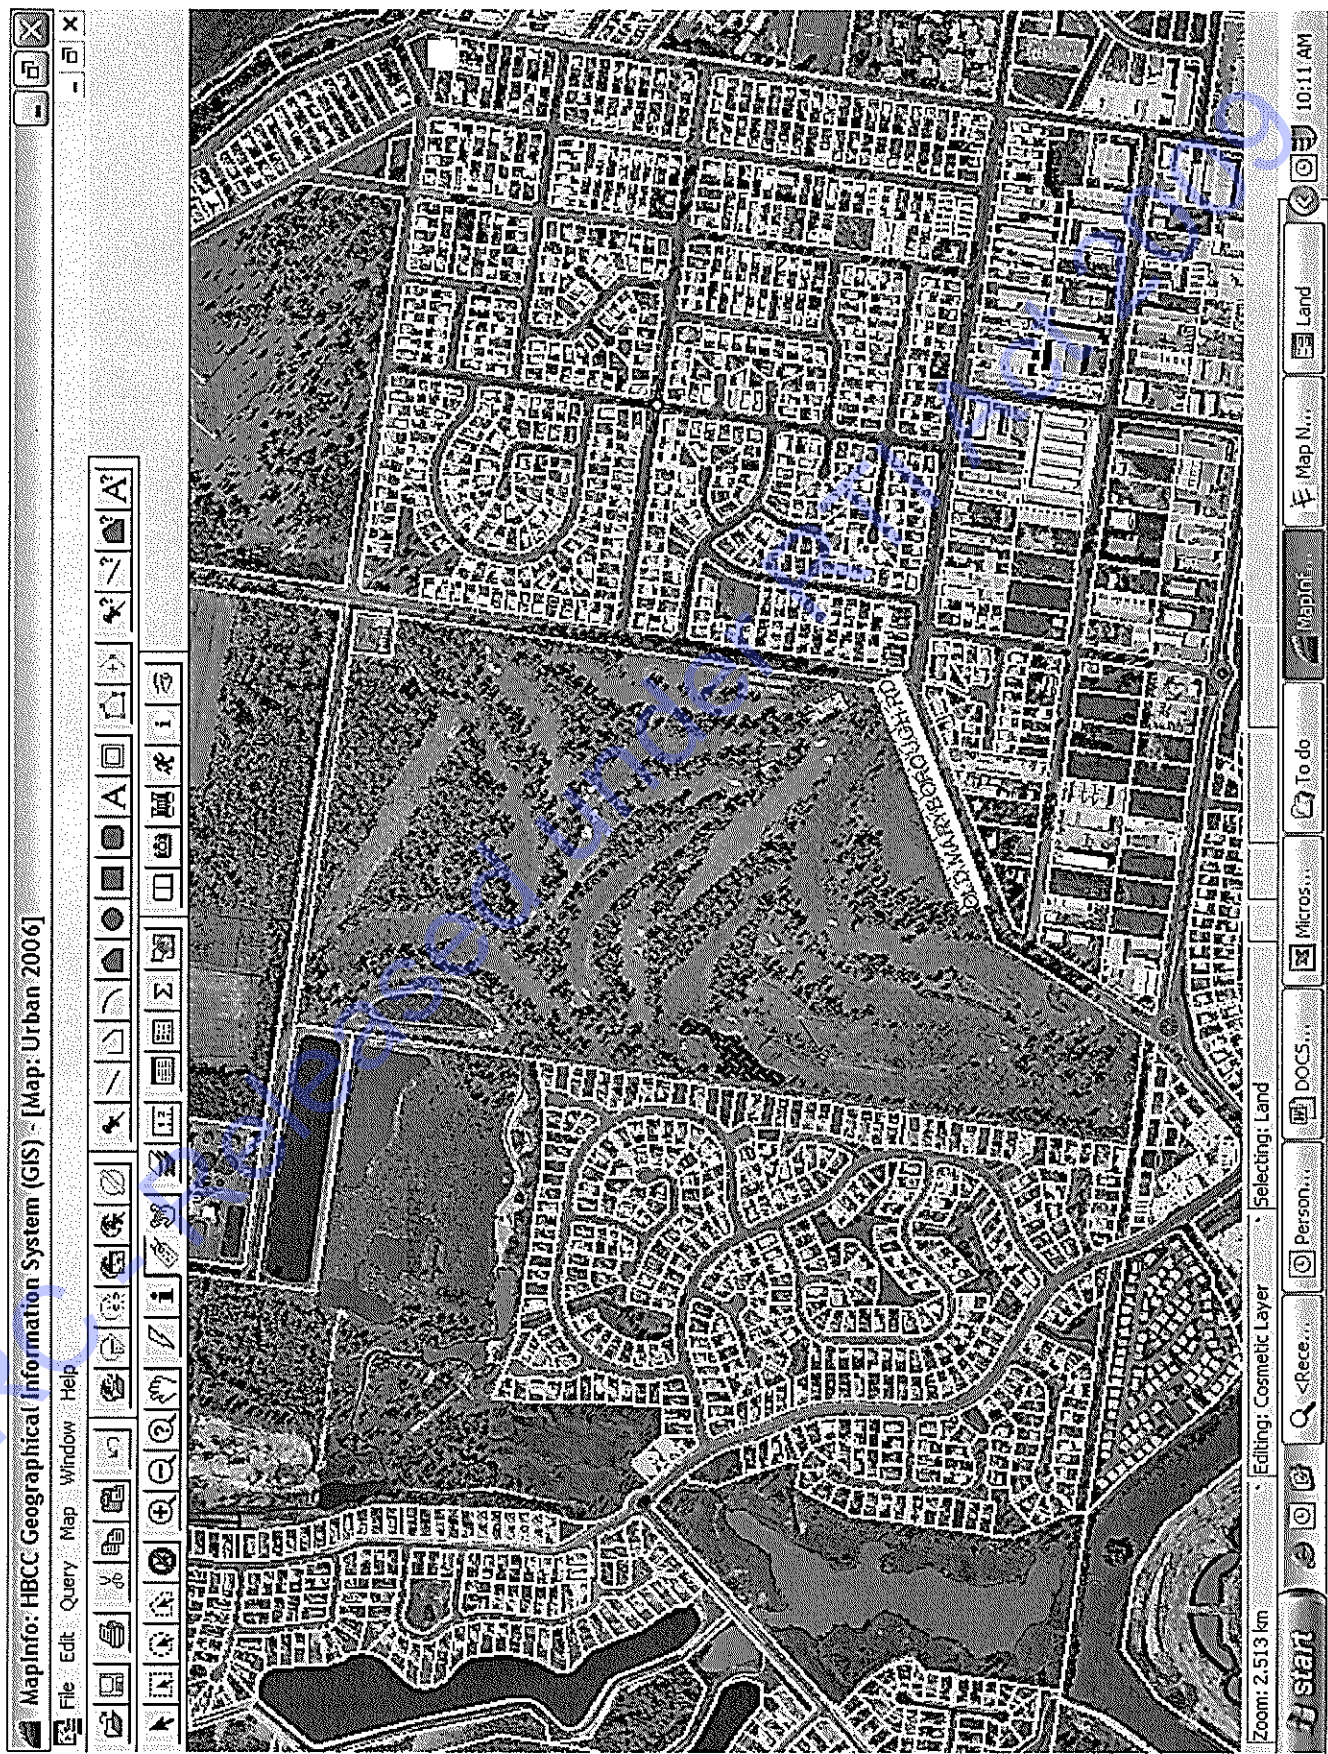 MapInfo: HBCC Geographical Information System (GIS) - [Map: Urban 2006]
File Edit Query Map Window Help
OLD MARYBOROUGH RD
Zoom: 2.513 km
Editing: Cosmetic Layer
Selecting: Land
Start
<Rece...
Person...
DOCS...
Micros...
To do
MapInf...
Map N...
Land
10:11 AM
Released under RTI Act 2009